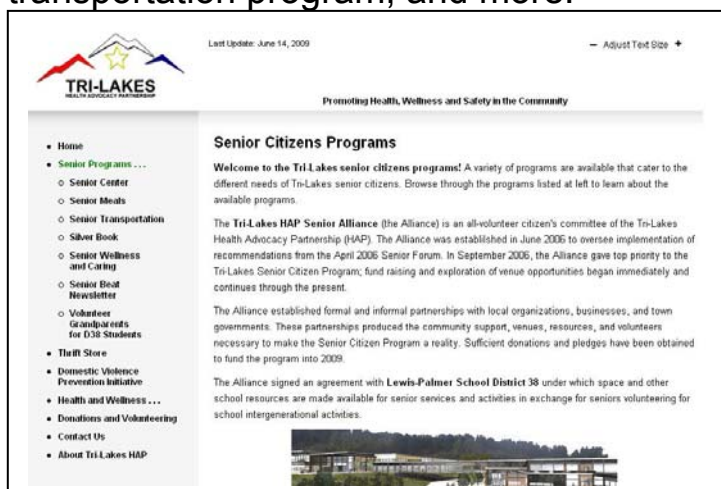 transportation program, and more.
Last Update: June 14, 2009
– Adjust Text Size +
TRI-LAKES
HEALTH ADVOCACY PARTNERSHIP
Promoting Health, Wellness and Safety in the Community
• Home
• Senior Programs . . .
o Senior Center
o Senior Meals
o Senior Transportation
o Silver Book
o Senior Wellness
and Caring
o Senior Beat
Newsletter
o Volunteer
Grandparents
for D38 Students
• Thrift Store
• Domestic Violence
Prevention Initiative
• Health and Wellness . . .
• Donations and Volunteering
• Contact Us
• About Tri-Lakes HAP
Senior Citizens Programs
Welcome to the Tri-Lakes senior citizens programs! A variety of programs are available that cater to the
different needs of Tri-Lakes senior citizens. Browse through the programs listed at left to learn about the
available programs.
The Tri-Lakes HAP Senior Alliance (the Alliance) is an all-volunteer citizen's committee of the Tri-Lakes
Health Advocacy Partnership (HAP). The Alliance was established in June 2006 to oversee implementation of
recommendations from the April 2006 Senior Forum. In September 2006, the Alliance gave top priority to the
Tri-Lakes Senior Citizen Program; fund raising and exploration of venue opportunities began immediately and
continues through the present.
The Alliance established formal and informal partnerships with local organizations, businesses, and town
governments. These partnerships produced the community support, venues, resources, and volunteers
necessary to make the Senior Citizen Program a reality. Sufficient donations and pledges have been obtained
to fund the program into 2009.
The Alliance signed an agreement with Lewis-Palmer School District 38 under which space and other
school resources are made available for senior services and activities in exchange for seniors volunteering for
school intergenerational activities.